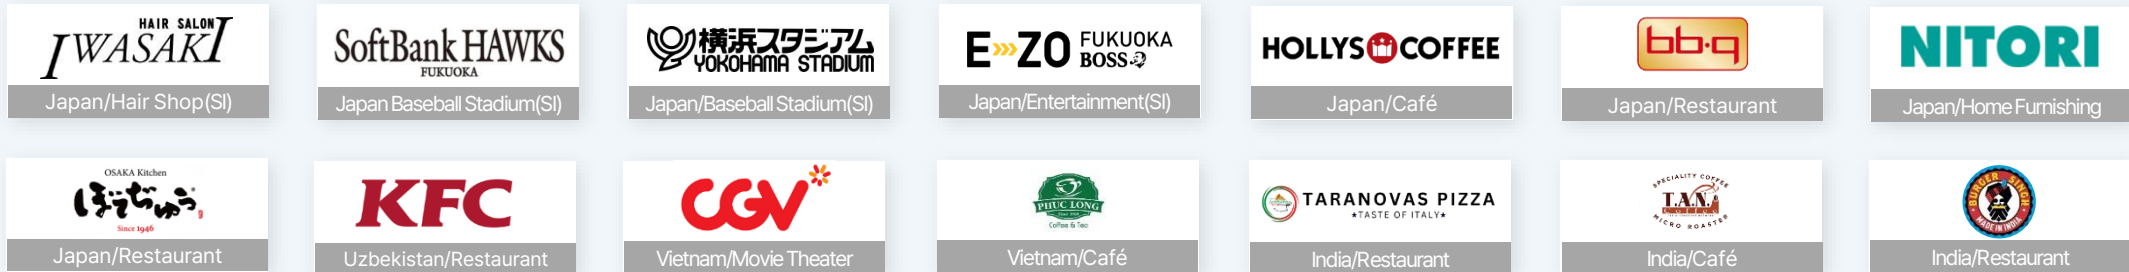 HAIR SALON
IWASAKI
Japan/Hair Shop(SI)
SoftBank HAWKS
FUKUOKA
Japan Baseball Stadium(SI)
横浜スタジアム
YOKOHAMA STADIUM
Japan/Baseball Stadium(SI)
E ZO FUKUOKA
BOSS
Japan/Entertainment(SI)
HOLLYS COFFEE
Japan/Café
bb.q
Japan/Restaurant
NITORI
Japan/Home Furnishing
OSAKA Kitchen
ぼてぢゅう
Since 1946
Japan/Restaurant
KFC
Uzbekistan/Restaurant
CGV
Vietnam/Movie Theater
PHUC LONG
Coffee & Tea
Vietnam/Café
TARANOVAS PIZZA
★TASTE OF ITALY★
India/Restaurant
SPECIALITY COFFEE
T.A.N.
Coffee
MICRO ROASTER
India/Café
BURGER SINGH
MADE IN INDIA
India/Restaurant